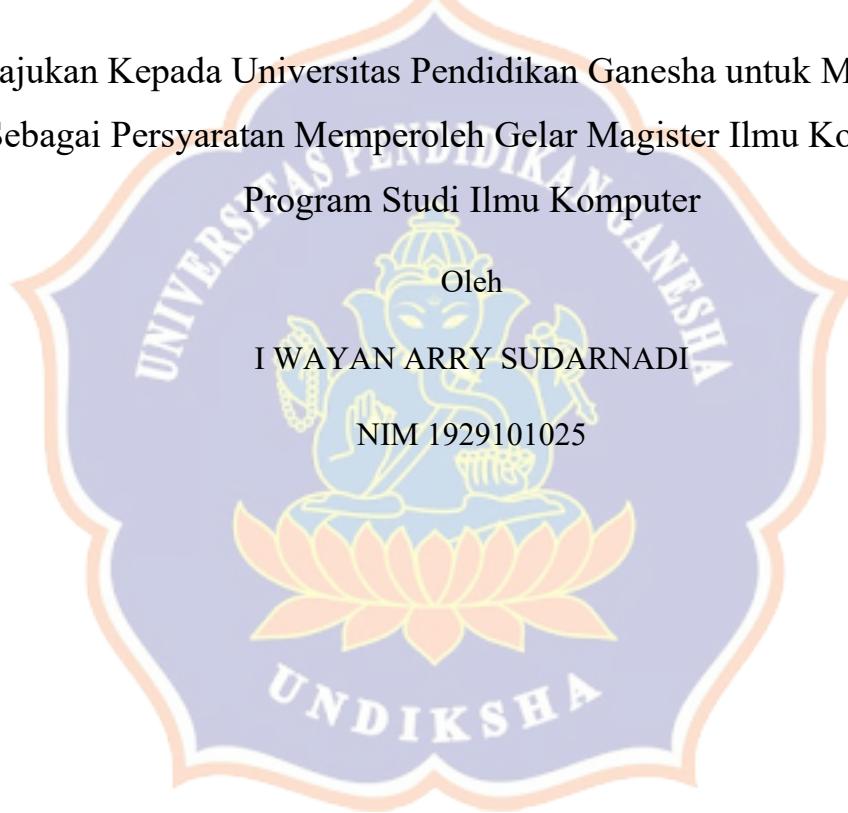 ajukan Kepada Universitas Pendidikan Ganesha untuk M
ebagai Persyaratan Memperoleh Gelar Magister Ilmu Ko
Program Studi Ilmu Komputer
Oleh
I WAYAN ARRY SUDARNADI
NIM 1929101025
UNIVERSITAS PENDIDIKAN GANESHA
UNDIKSHA